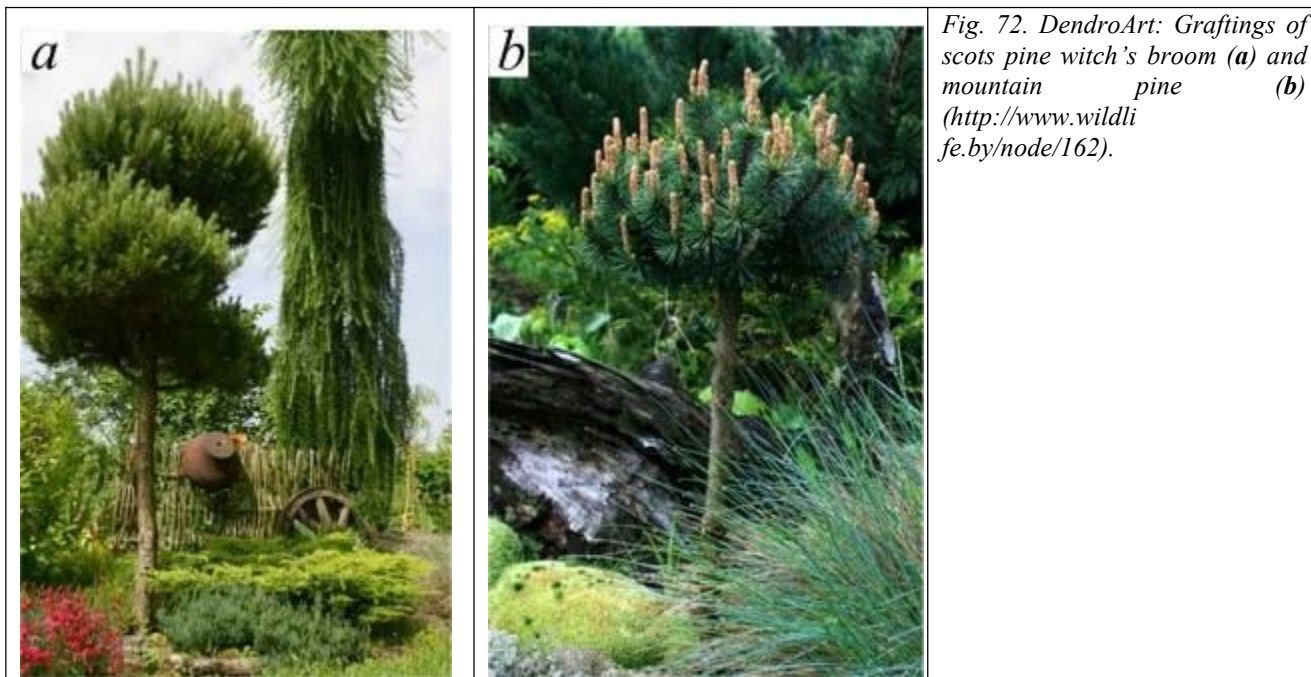 a
b
Fig. 72. DendroArt: Graftings of
scots pine witch's broom (a) and
mountain pine (b)
(http://www.wildli
fe.by/node/162).